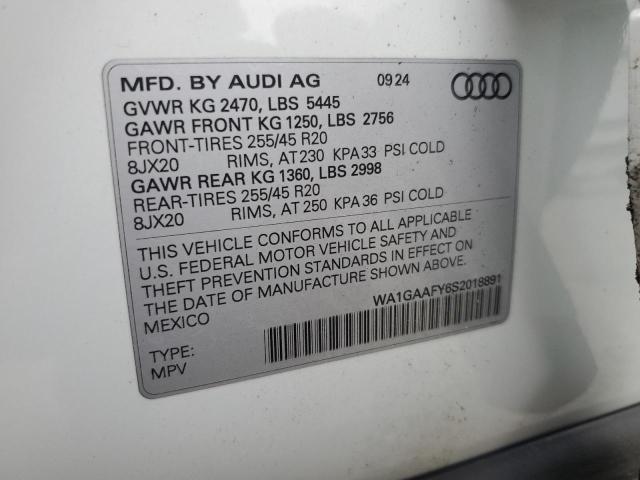 MFD. BY AUDI AG 09 24
GVWR KG 2470, LBS 5445
GAWR FRONT KG 1250, LBS 2756
FRONT-TIRES 255/45 R20
8JX20 RIMS, AT 230 KPA 33 PSI COLD
GAWR REAR KG 1360, LBS 2998
REAR-TIRES 255/45 R20
8JX20 RIMS, AT 250 KPA 36 PSI COLD
THIS VEHICLE CONFORMS TO ALL APPLICABLE
U.S. FEDERAL MOTOR VEHICLE SAFETY AND
THEFT PREVENTION STANDARDS IN EFFECT ON
THE DATE OF MANUFACTURE SHOWN ABOVE.
MEXICO
WA1GAAFY6S2018891
TYPE:
MPV